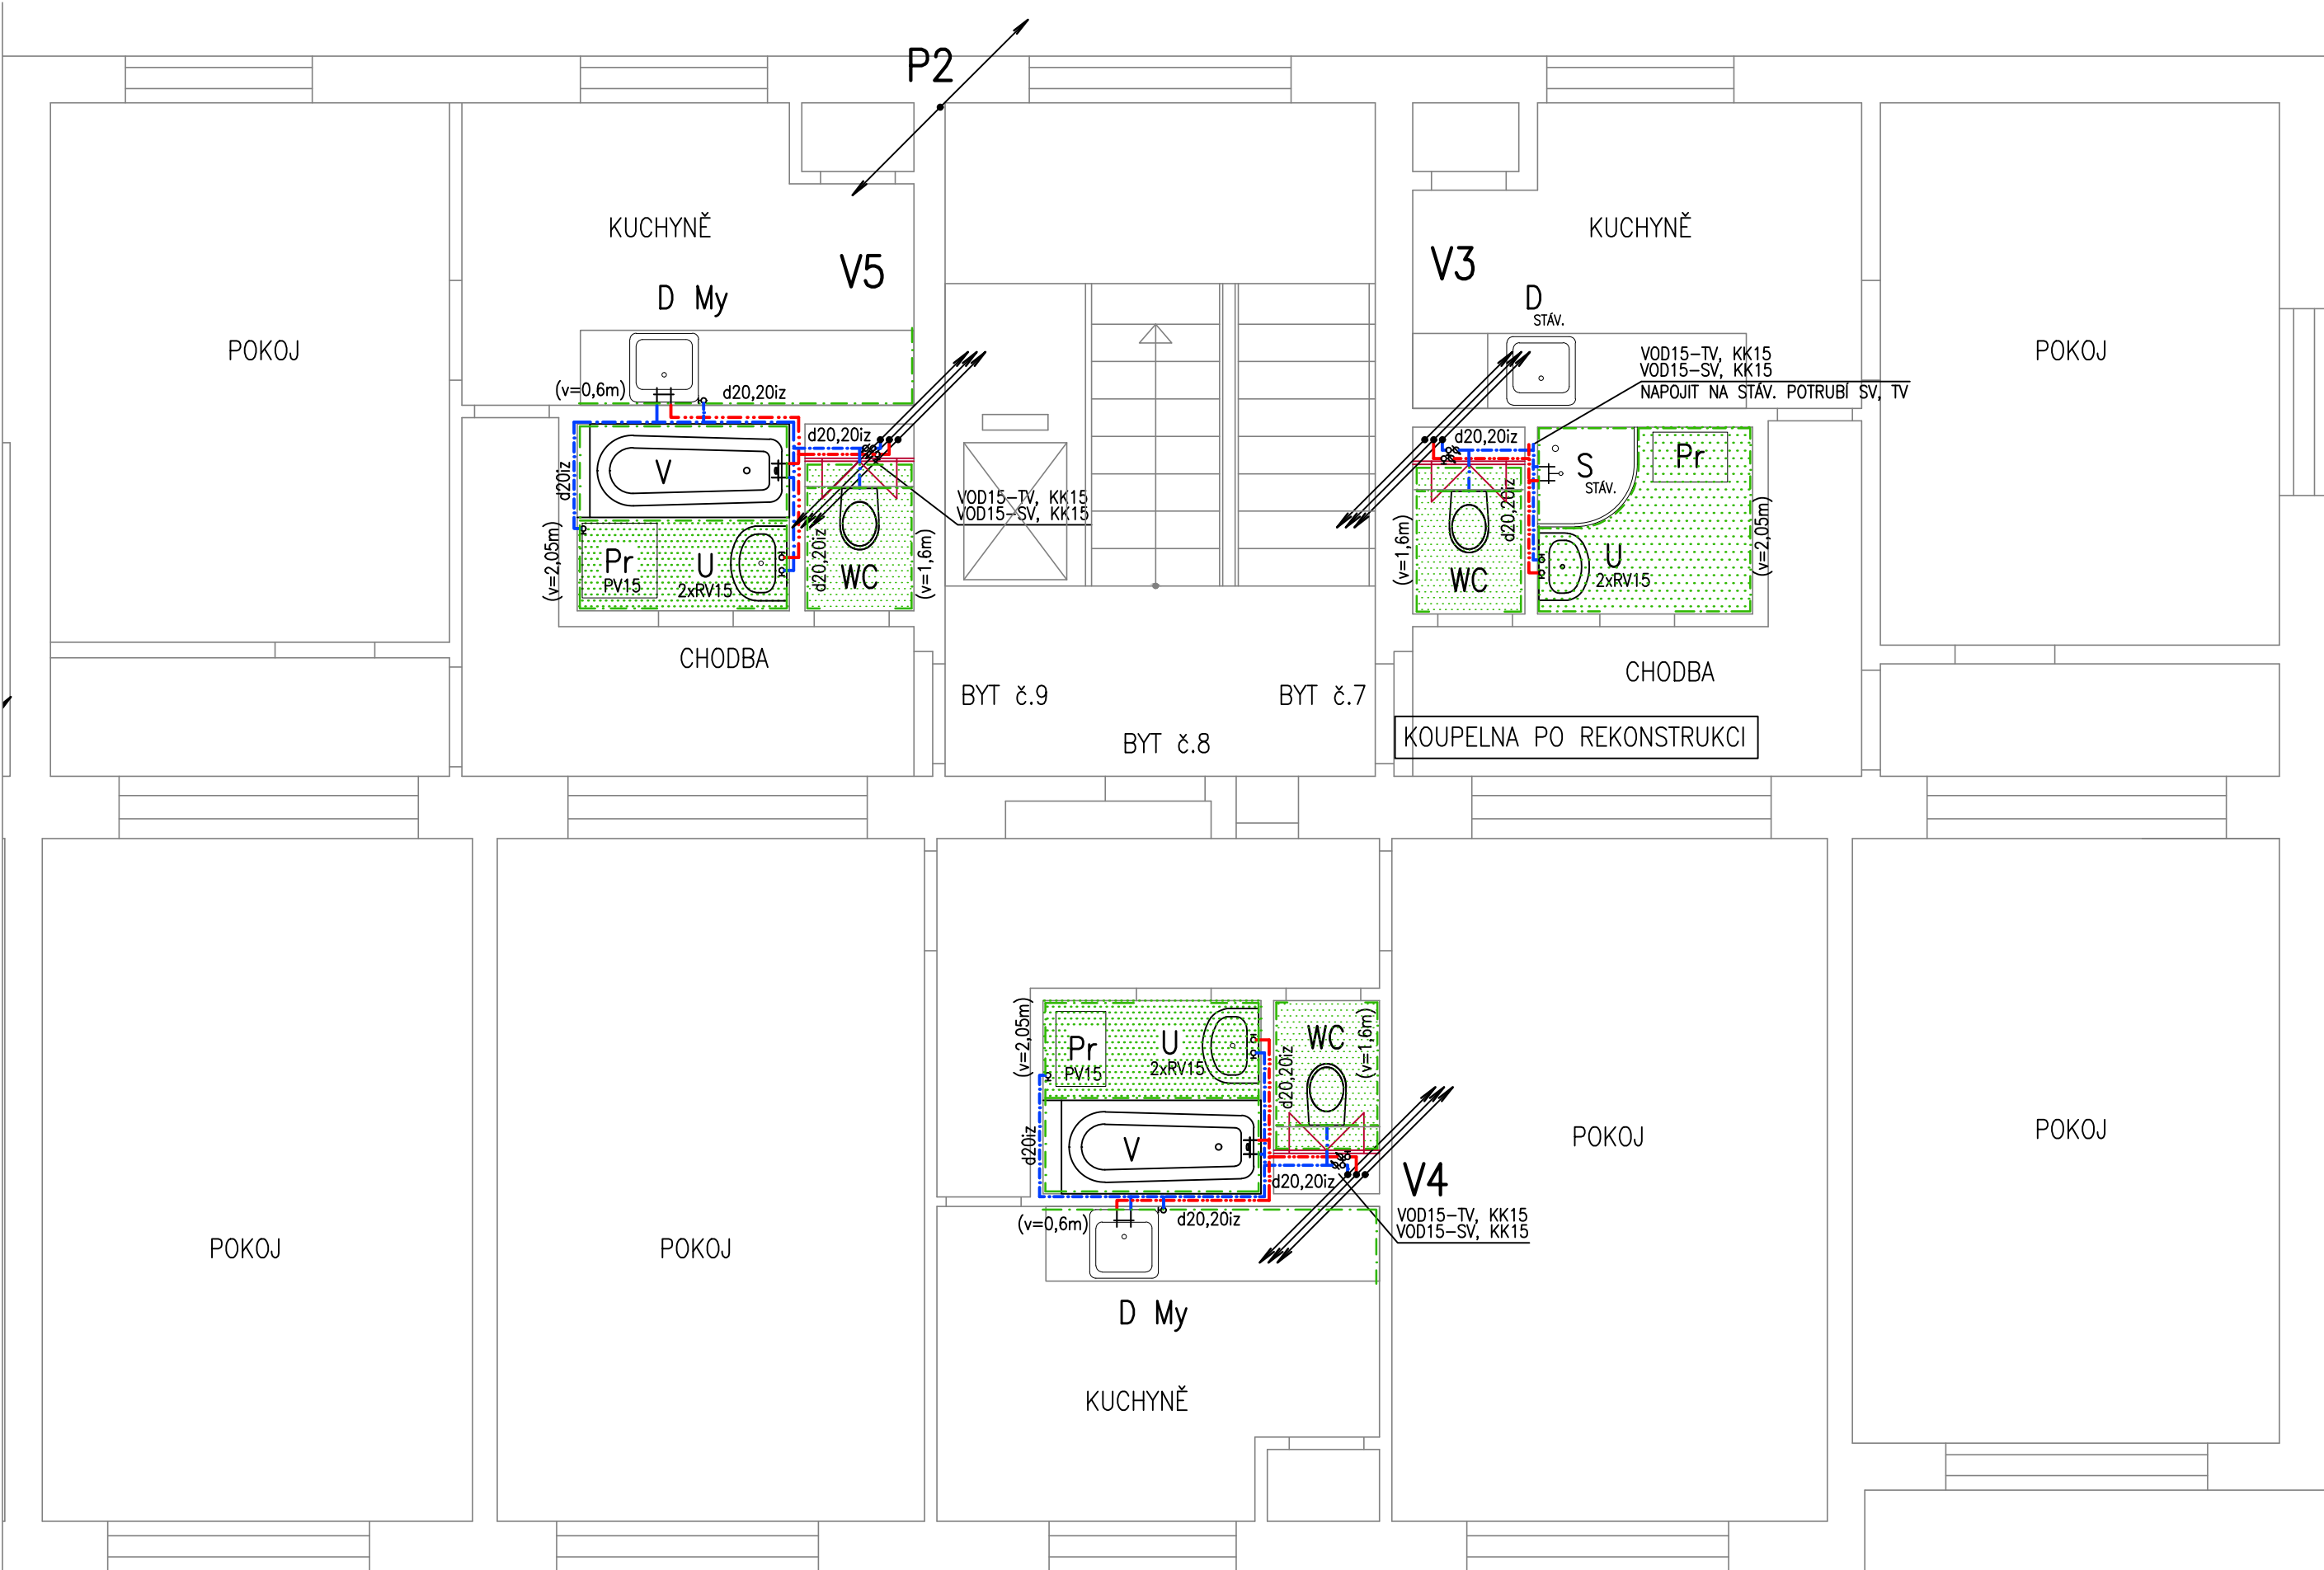 P2
KUCHYNĚ
V5
D My
POKOJ
(v=0,6m)
d20,20iz
d20,20iz
V
d20iz
(v=2,05m)
Pr
PV15
U
2xRV15
d20,20iz
WC
(v=1,6m)
VOD15-TV, KK15
VOD15-SV, KK15
CHODBA
KUCHYNĚ
V3
D
STÁV.
POKOJ
VOD15-TV, KK15
VOD15-SV, KK15
NAPOJIT NA STÁV. POTRUBÍ SV, TV
d20,20iz
S
STÁV.
Pr
d20,20iz
(v=1,6m)
WC
U
2xRV15
(v=2,05m)
CHODBA
BYT č.9
BYT č.7
BYT č.8
KOUPELNA PO REKONSTRUKCI
(v=2,05m)
Pr
PV15
U
2xRV15
d20,20iz
WC
(v=1,6m)
d20iz
V
d20,20iz
V4
VOD15-TV, KK15
VOD15-SV, KK15
(v=0,6m)
d20,20iz
D My
KUCHYNĚ
POKOJ
POKOJ
POKOJ
POKOJ